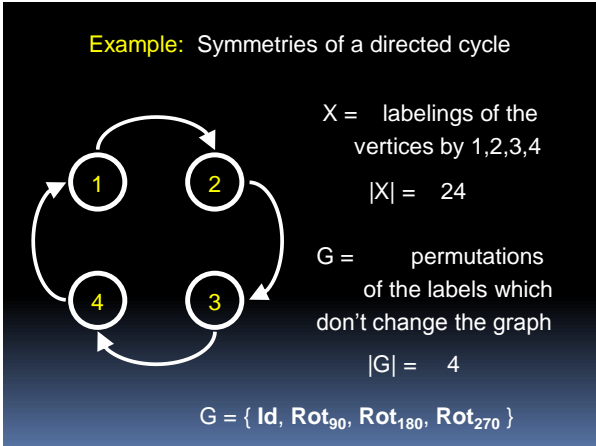 Example: Symmetries of a directed cycle
1
2
4
3
X = labelings of the
vertices by 1,2,3,4
|X| = 24
G = permutations
of the labels which
don't change the graph
|G| = 4
G = { Id, Rot₉₀, Rot₁₈₀, Rot₂₇₀ }